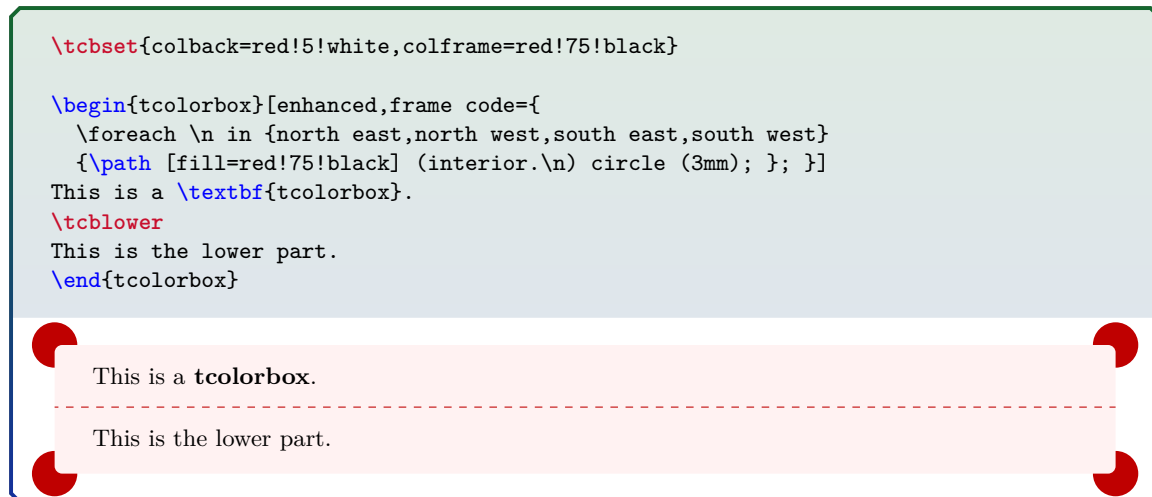 \tcbset{colback=red!5!white,colframe=red!75!black}
\begin{tcolorbox}[enhanced,frame code={
\foreach \n in {north east,north west,south east,south west}
{\path [fill=red!75!black] (interior.\n) circle (3mm); }; }]
This is a \textbf{tcolorbox}.
\tcblower
This is the lower part.
\end{tcolorbox}
This is a tcolorbox.
This is the lower part.